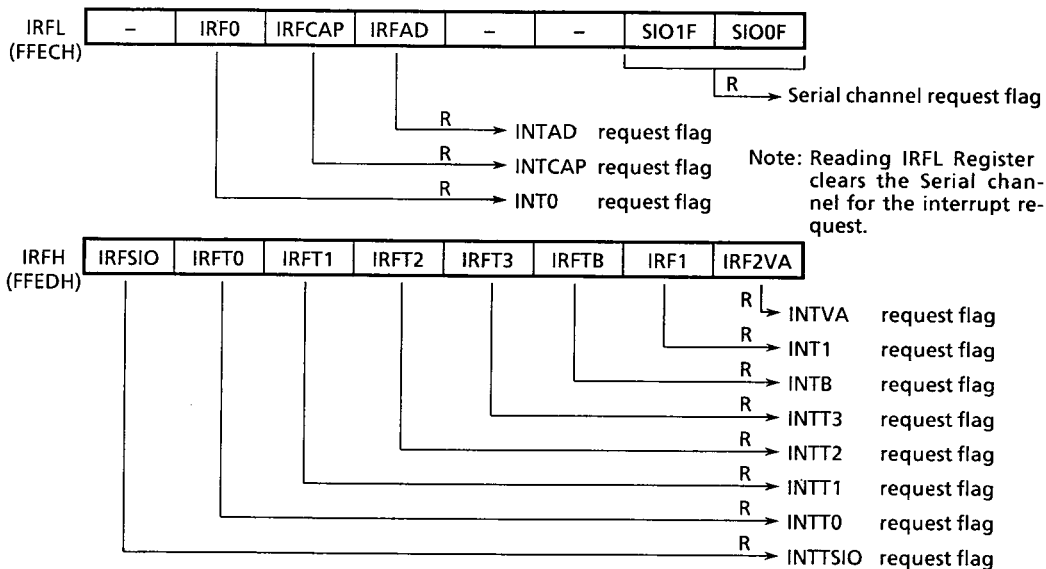 IRFL – IRF0 IRFCAP IRFAD – – SIO1F SIO0F
(FFECH)
R
Serial channel request flag
R INTAD request flag
R INTCAP request flag
R INT0 request flag
Note: Reading IRFL Register
clears the Serial chan-
nel for the interrupt re-
quest.
IRFH IRFSIO IRFT0 IRFT1 IRFT2 IRFT3 IRFTB IRF1 IRF2VA
(FFEDH)
R INTVA request flag
R INT1 request flag
R INTB request flag
R INTT3 request flag
R INTT2 request flag
R INTT1 request flag
R INTT0 request flag
R INTTSIO request flag